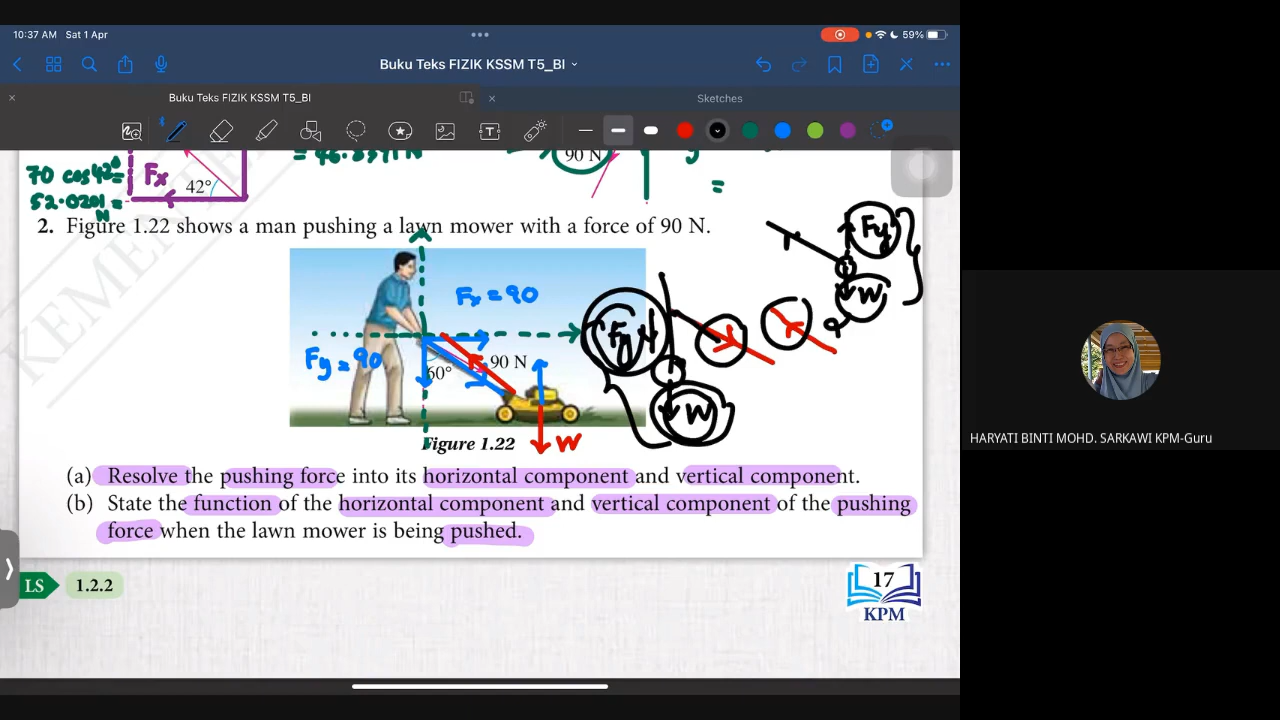 10:37 AM Sat 1 Apr
59%
Buku Teks FIZIK KSSM T5_BI
Buku Teks FIZIK KSSM T5_BI
Sketches
70 cos42°=
52.0201 =
N
Fx
42°
90 N
=
2. Figure 1.22 shows a man pushing a lawn mower with a force of 90 N.
Fx = 90
Fy = 90
60°
90 N
W
Fy
W
Fy
W
Figure 1.22
(a) Resolve the pushing force into its horizontal component and vertical component.
(b) State the function of the horizontal component and vertical component of the pushing
force when the lawn mower is being pushed.
LS 1.2.2
17
KPM
HARYATI BINTI MOHD. SARKAWI KPM-Guru